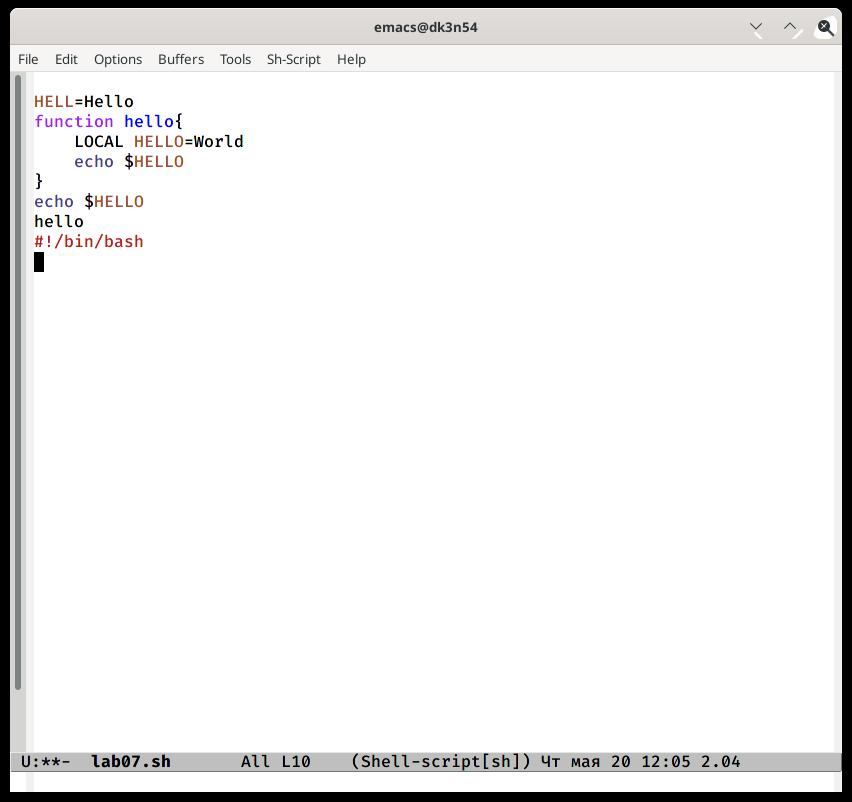 emacs@dk3n54
File Edit Options Buffers Tools Sh-Script Help
HELL=Hello
function hello{
    LOCAL HELLO=World
    echo $HELLO
}
echo $HELLO
hello
#!/bin/bash
U:**-  lab07.sh       All L10    (Shell-script[sh]) Чт мая 20 12:05 2.04